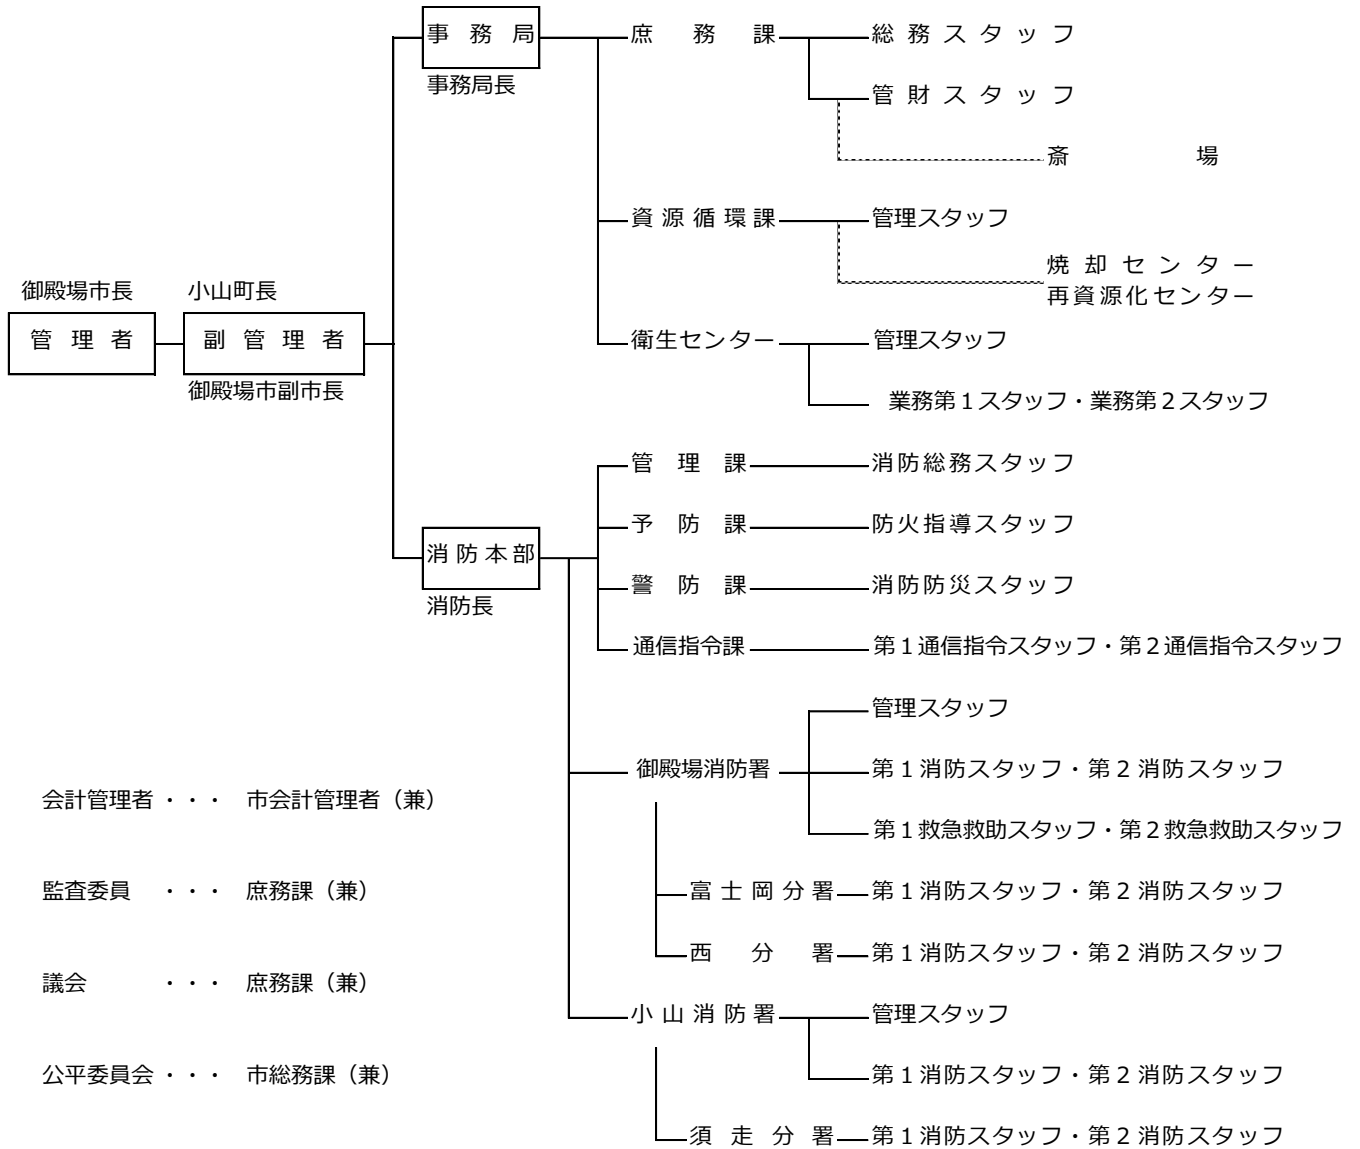 事務局
庶務課
総務スタッフ
事務局長
管財スタッフ
斎場
資源循環課
管理スタッフ
焼却センター
再資源化センター
御殿場市長
小山町長
管理者
副管理者
衛生センター
管理スタッフ
御殿場市副市長
業務第１スタッフ・業務第２スタッフ
管理課
消防総務スタッフ
予防課
防火指導スタッフ
消防本部
警防課
消防防災スタッフ
消防長
通信指令課
第１通信指令スタッフ・第２通信指令スタッフ
管理スタッフ
御殿場消防署
第１消防スタッフ・第２消防スタッフ
会計管理者・・・　市会計管理者（兼）
第１救急救助スタッフ・第２救急救助スタッフ
監査委員　・・・　庶務課（兼）
富士岡分署
第１消防スタッフ・第２消防スタッフ
西分署
第１消防スタッフ・第２消防スタッフ
議会　・・・　庶務課（兼）
小山消防署
管理スタッフ
公平委員会・・・　市総務課（兼）
第１消防スタッフ・第２消防スタッフ
須走分署
第１消防スタッフ・第２消防スタッフ